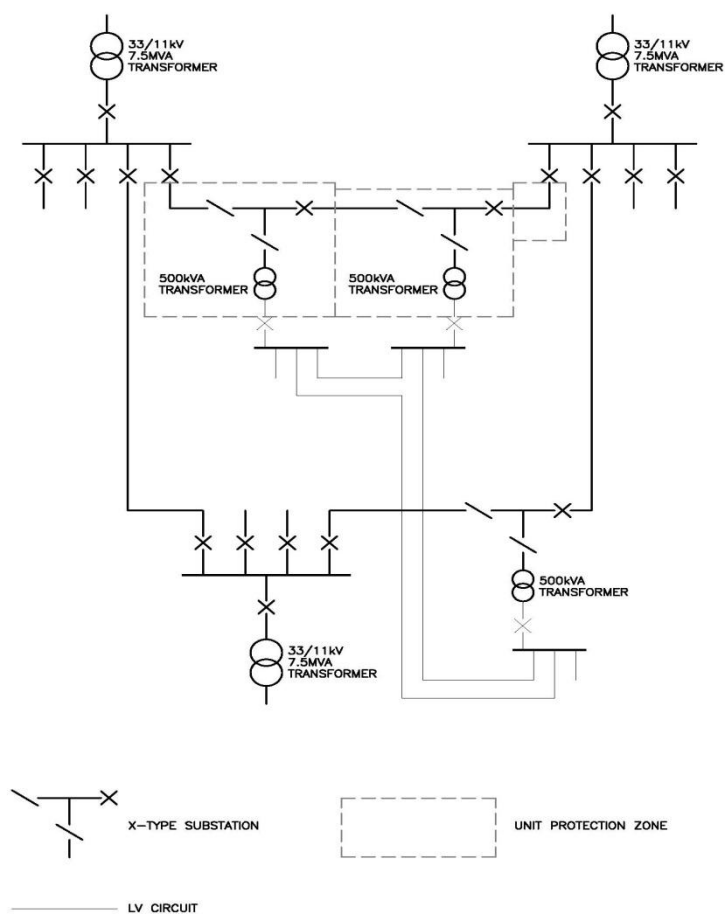 33/11kV
7.5MVA
TRANSFORMER
33/11kV
7.5MVA
TRANSFORMER
500kVA
TRANSFORMER
500kVA
TRANSFORMER
500kVA
TRANSFORMER
33/11kV
7.5MVA
TRANSFORMER
X-TYPE SUBSTATION
UNIT PROTECTION ZONE
LV CIRCUIT